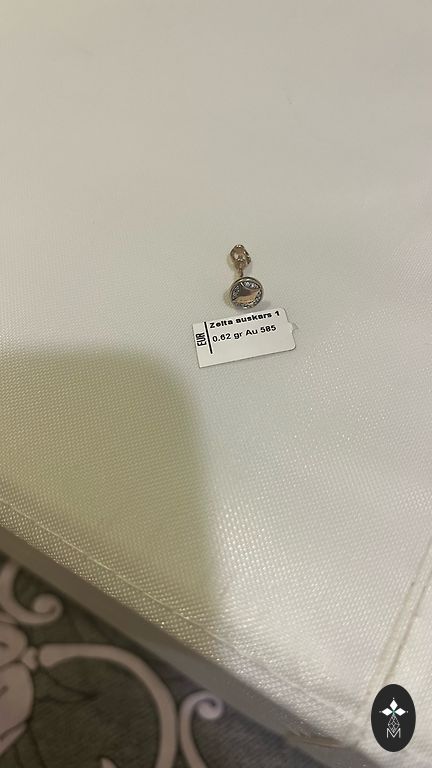 Zelta auskars 1
0,62 gr Au 585
EUR
M